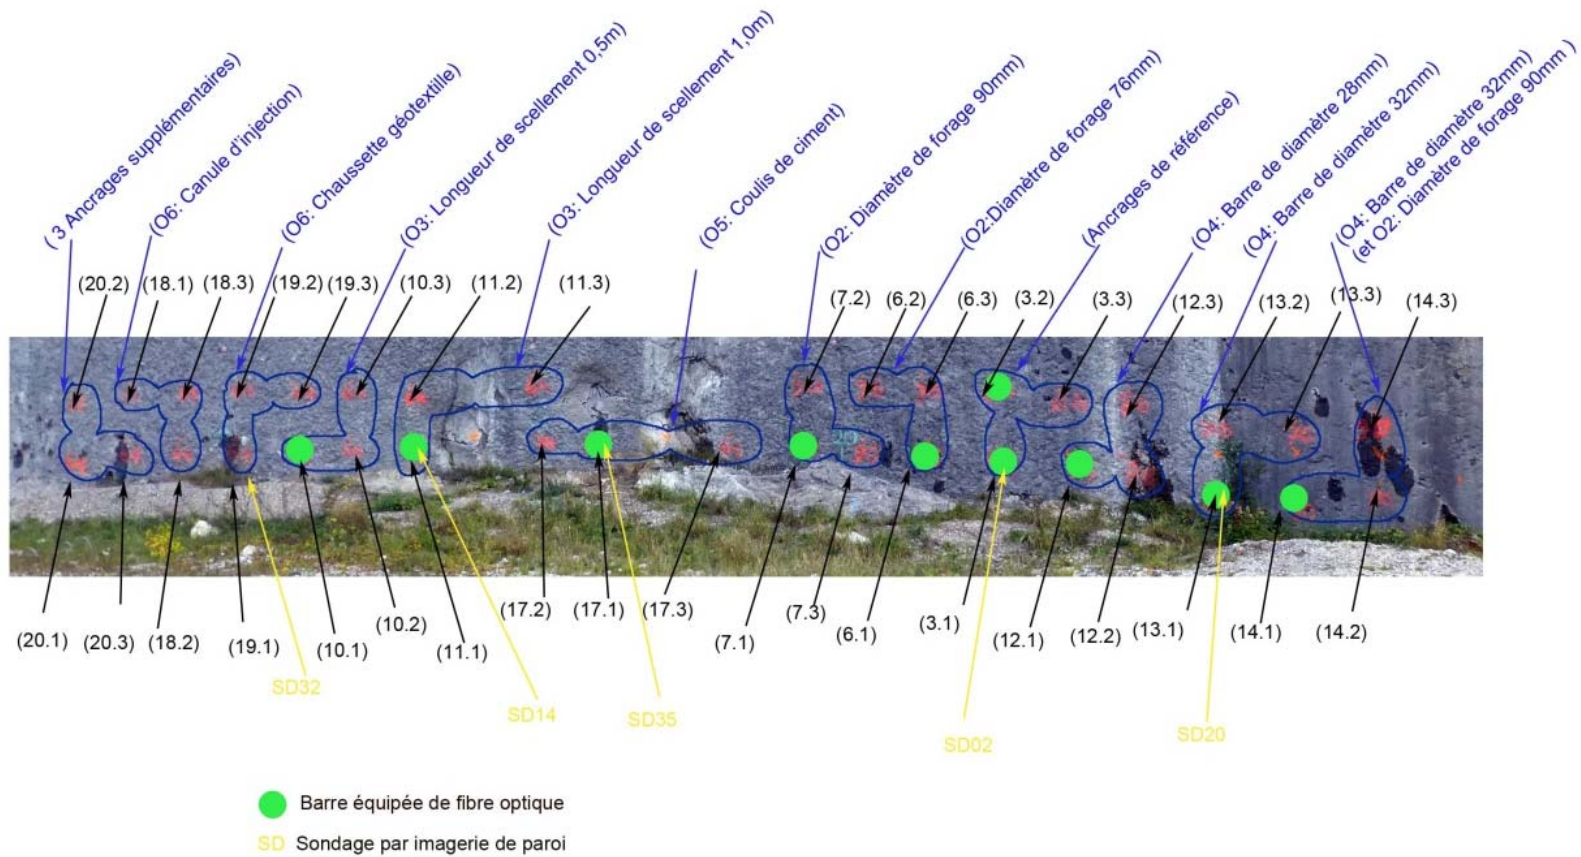 ( 3 Ancrages supplémentaires)
(O6: Canule d'injection)
(O6: Chaussette géotextille)
(O3: Longueur de scellement 0,5m)
(O3: Longueur de scellement 1,0m)
(O5: Coulis de ciment)
(O2: Diamètre de forage 90mm)
(O2:Diamètre de forage 76mm)
(Ancrages de référence)
(O4: Barre de diamètre 28mm)
(O4: Barre de diamètre 32mm)
(O4: Barre de diamètre 32mm)
(et O2: Diamètre de forage 90mm )
(20.2)
(18.1)
(18.3)
(19.2)
(19.3)
(10.3)
(11.2)
(11.3)
(7.2)
(6.2)
(6.3)
(3.2)
(3.3)
(12.3)
(13.2)
(13.3)
(14.3)
(20.1)
(20.3)
(18.2)
(19.1)
(10.1)
(10.2)
(11.1)
(17.2)
(17.1)
(17.3)
(7.1)
(7.3)
(6.1)
(3.1)
(12.1)
(12.2)
(13.1)
(14.1)
(14.2)
SD32
SD14
SD35
SD02
SD20
Barre équipée de fibre optique
SD Sondage par imagerie de paroi